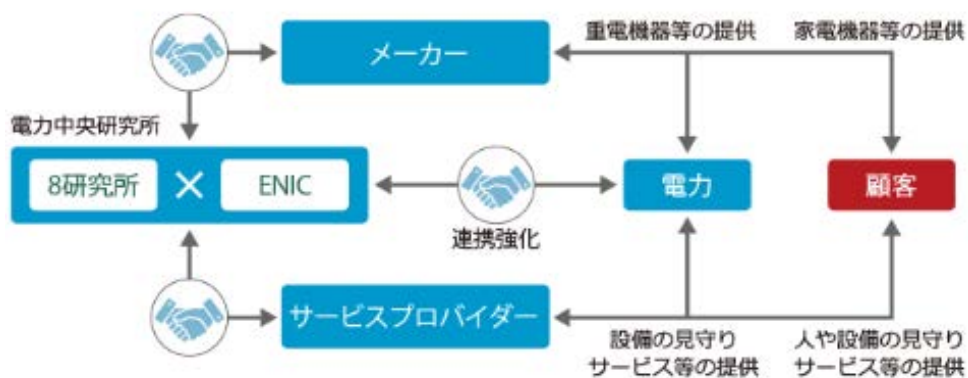 重電機器等の提供
家電機器等の提供
メーカー
電力中央研究所
8研究所 × ENIC
連携強化
電力
顧客
サービスプロバイダー
設備の見守り
サービス等の提供
人や設備の見守り
サービス等の提供